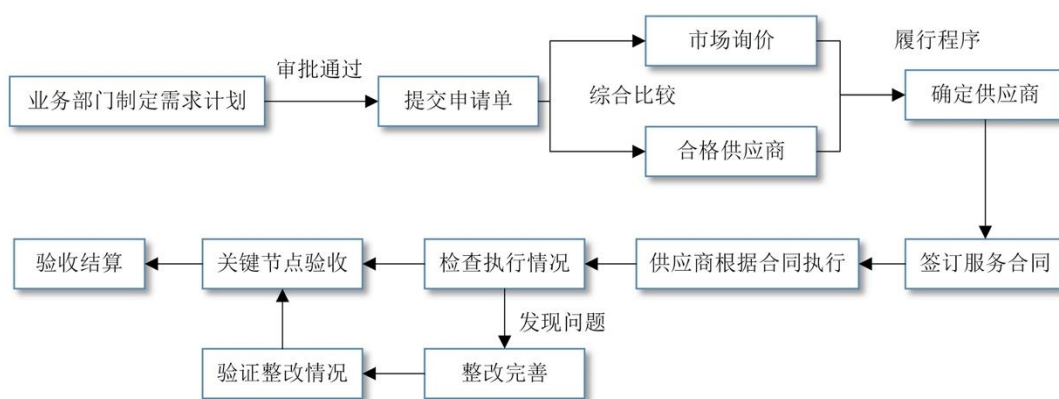 市场询价
履行程序
审批通过
业务部门制定需求计划
提交申请单
综合比较
确定供应商
合格供应商
验收结算
关键节点验收
检查执行情况
供应商根据合同执行
签订服务合同
发现问题
验证整改情况
整改完善